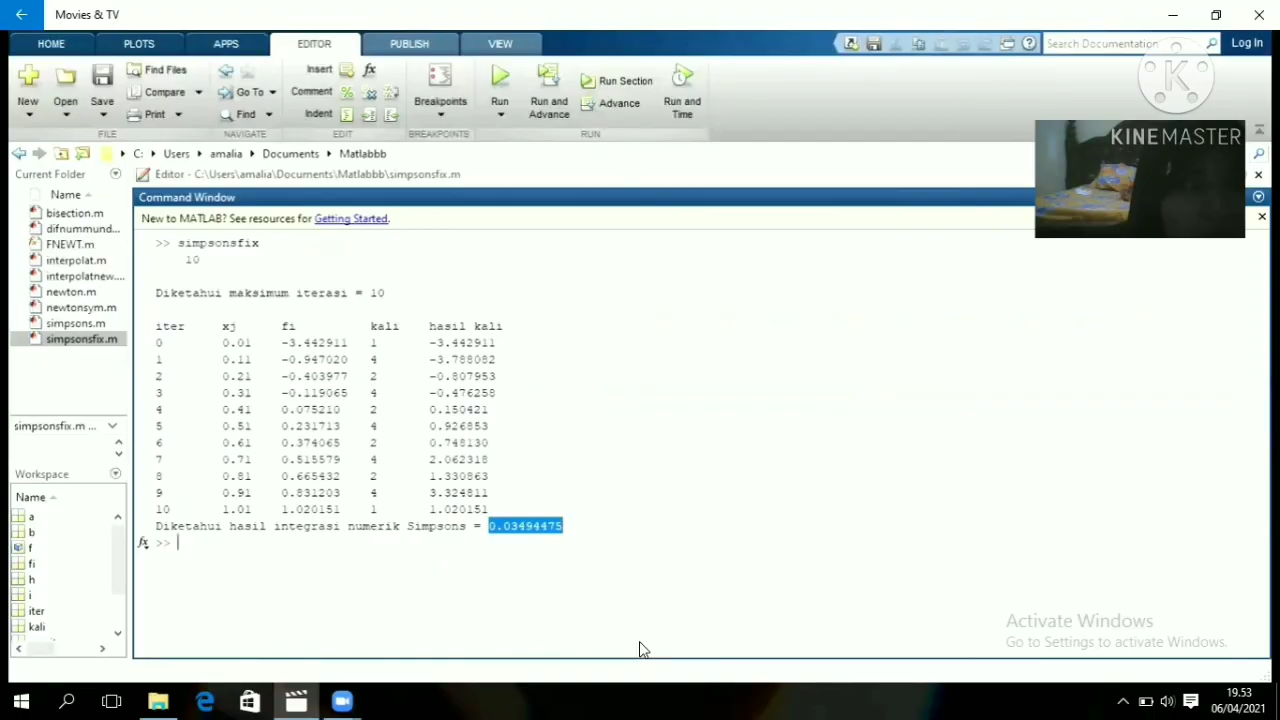 Movies & TV
HOME PLOTS APPS EDITOR PUBLISH VIEW Search Documentation Log In
New Open Save Find Files Compare Print
Insert fx Comment Indent
Go To Find
Breakpoints Run Run and Advance Run Section Advance Run and Time
FILE NAVIGATE EDIT BREAKPOINTS RUN
K
KINEMASTER
C: Users amalia Documents Matlabbb
Current Folder
Editor - C:\Users\amalia\Documents\Matlabbb\simpsonsfix.m
Name
bisection.m
difnummund...
FNEWT.m
interpolat.m
interpolatnew....
newton.m
newtonsym.m
simpsons.m
simpsonsfix.m
simpsonsfix.m ...
Workspace
Name
a
b
f
fi
h
i
iter
kali
Command Window
New to MATLAB? See resources for Getting Started.
>> simpsonsfix
10
Diketahui maksimum iterasi = 10
iter xj fi kali hasil kali
0 0.01 -3.442911 1 -3.442911
1 0.11 -0.947020 4 -3.788082
2 0.21 -0.403977 2 -0.807953
3 0.31 -0.119065 4 -0.476258
4 0.41 0.075210 2 0.150421
5 0.51 0.231713 4 0.926853
6 0.61 0.374065 2 0.748130
7 0.71 0.515579 4 2.062318
8 0.81 0.665432 2 1.330863
9 0.91 0.831203 4 3.324811
10 1.01 1.020151 1 1.020151
Diketahui hasil integrasi numerik Simpsons = 0.03494475
fx >>
Activate Windows
Go to Settings to activate Windows.
19.53
06/04/2021